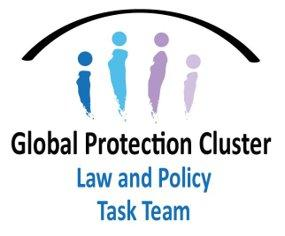 Global Protection Cluster
Law and Policy
Task Team